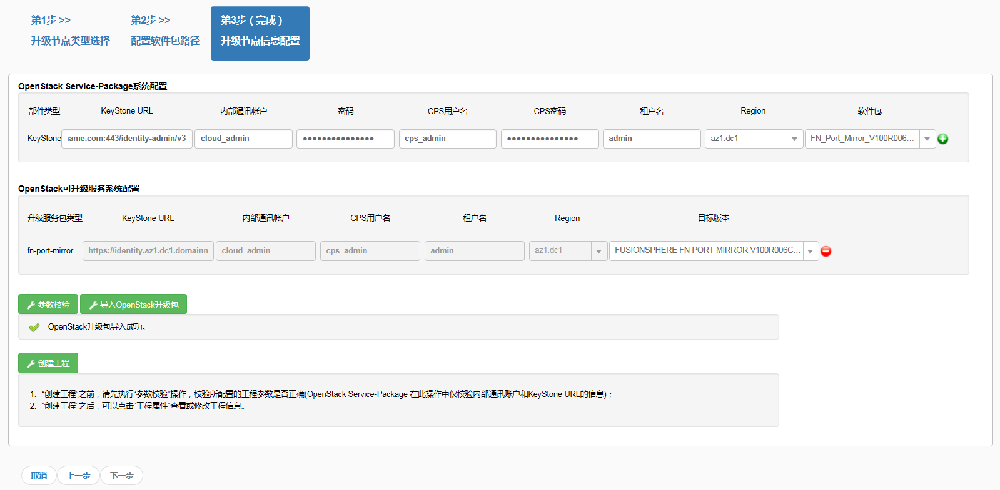 第1步 >> 第2步 >> 第3步（完成）
升级节点类型选择 配置软件包路径 升级节点信息配置
OpenStack Service-Package系统配置
部件类型 KeyStone URL 内部通讯帐户 密码 CPS用户名 CPS密码 租户名 Region 软件包
KeyStone ame.com:443/identity-admin/v3 cloud_admin ●●●●●●●●●●●●●●● cps_admin ●●●●●●●●●●●●●●● admin az1.dc1 FN_Port_Mirror_V100R006...
OpenStack可升级服务系统配置
升级服务包类型 KeyStone URL 内部通讯帐户 CPS用户名 租户名 Region 目标版本
fn-port-mirror https://identity.az1.dc1.domainn cloud_admin cps_admin admin az1.dc1 FUSIONSPHERE FN PORT MIRROR V100R006C...
参数校验 导入OpenStack升级包
OpenStack升级包导入成功。
创建工程
1. “创建工程”之前，请先执行“参数校验”操作，校验所配置的工程参数是否正确(OpenStack Service-Package 在此操作中仅校验内部通讯账户和KeyStone URL的信息)；
2. “创建工程”之后，可以点击“工程属性”查看或修改工程信息。
取消 上一步 下一步